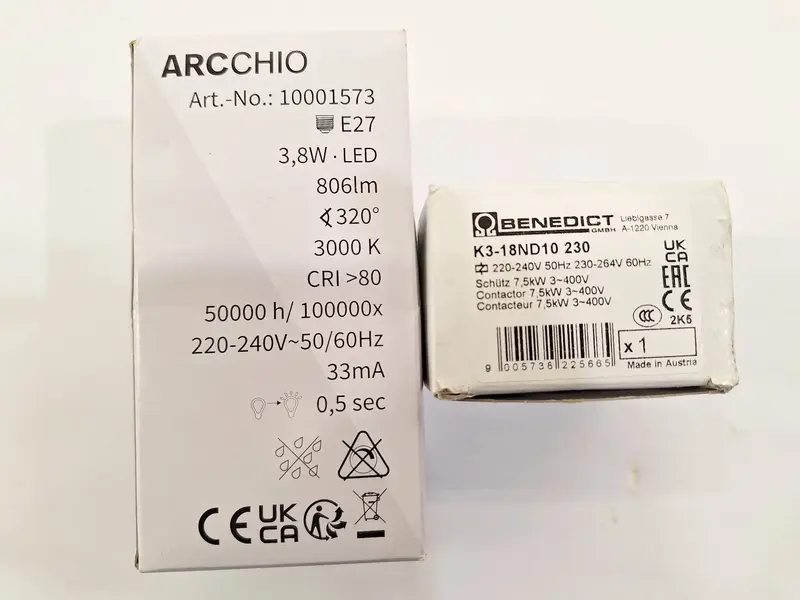 ARCCHIO
Art.-No.: 10001573
E27
3,8W · LED
806lm
∢320°
3000 K
CRI >80
50000 h/ 100000x
220-240V~50/60Hz
33mA
0,5 sec
CE UK CA
BENEDICT GMBH
Lieblgasse 7
A-1220 Vienna
K3-18ND10 230
220-240V 50Hz 230-264V 60Hz
Schütz 7,5kW 3~400V
Contactor 7,5kW 3~400V
Contacteur 7,5kW 3~400V
UK CA
EAC
CE
CCC
2K5
x 1
9 005738 225665
Made in Austria